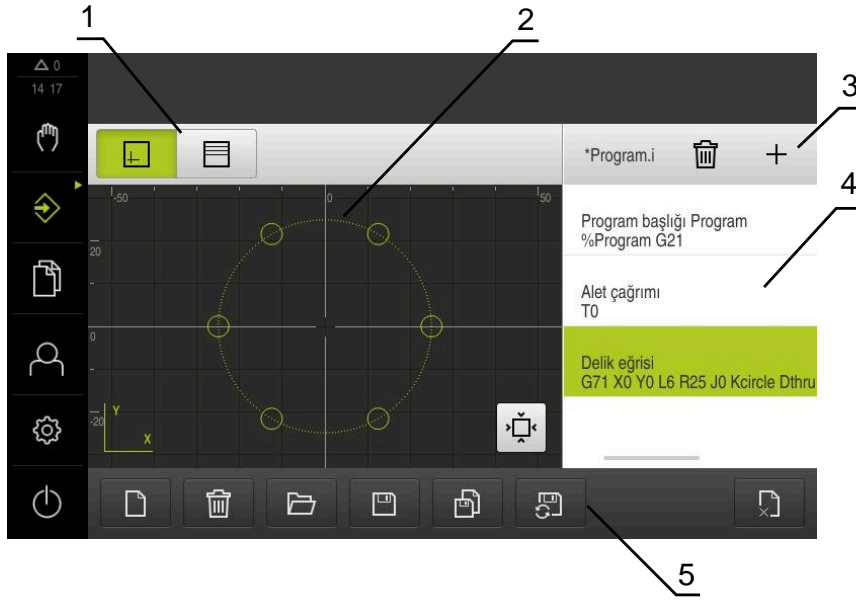 1
2
3
4
5
0
14 17
*Program.i
-50
0
50
20
0
-20
Y
X
Program başlığı Program
%Program G21
Alet çağrımı
T0
Delik eğrisi
G71 X0 Y0 L6 R25 J0 Kcircle Dthru